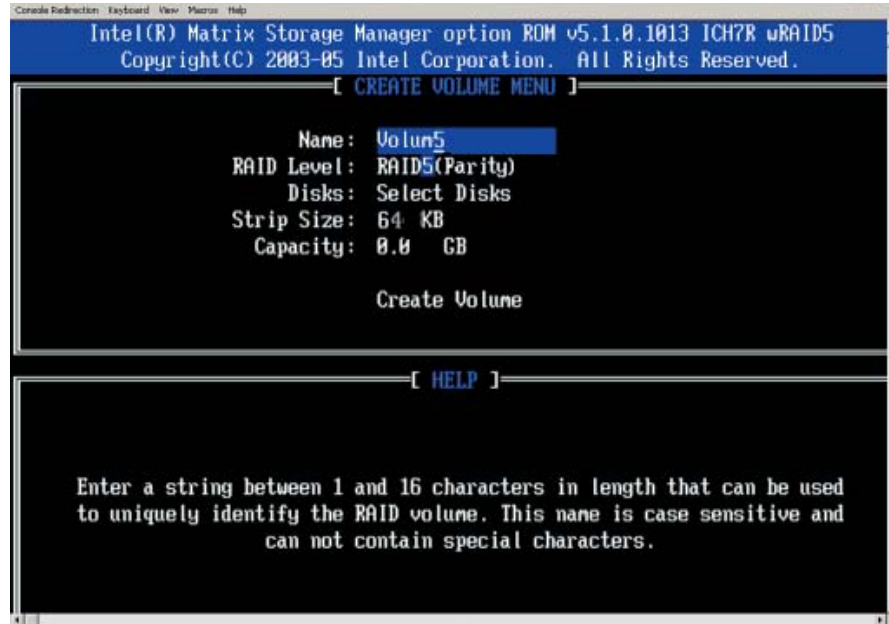 Console Redirection Keyboard View Macros Help
Intel(R) Matrix Storage Manager option ROM v5.1.0.1013 ICH7R wRAID5
Copyright(C) 2003-05 Intel Corporation. All Rights Reserved.
[ CREATE VOLUME MENU ]
Name: Volum5
RAID Level: RAID5(Parity)
Disks: Select Disks
Strip Size: 64 KB
Capacity: 0.0 GB
Create Volume
[ HELP ]
Enter a string between 1 and 16 characters in length that can be used
to uniquely identify the RAID volume. This name is case sensitive and
can not contain special characters.